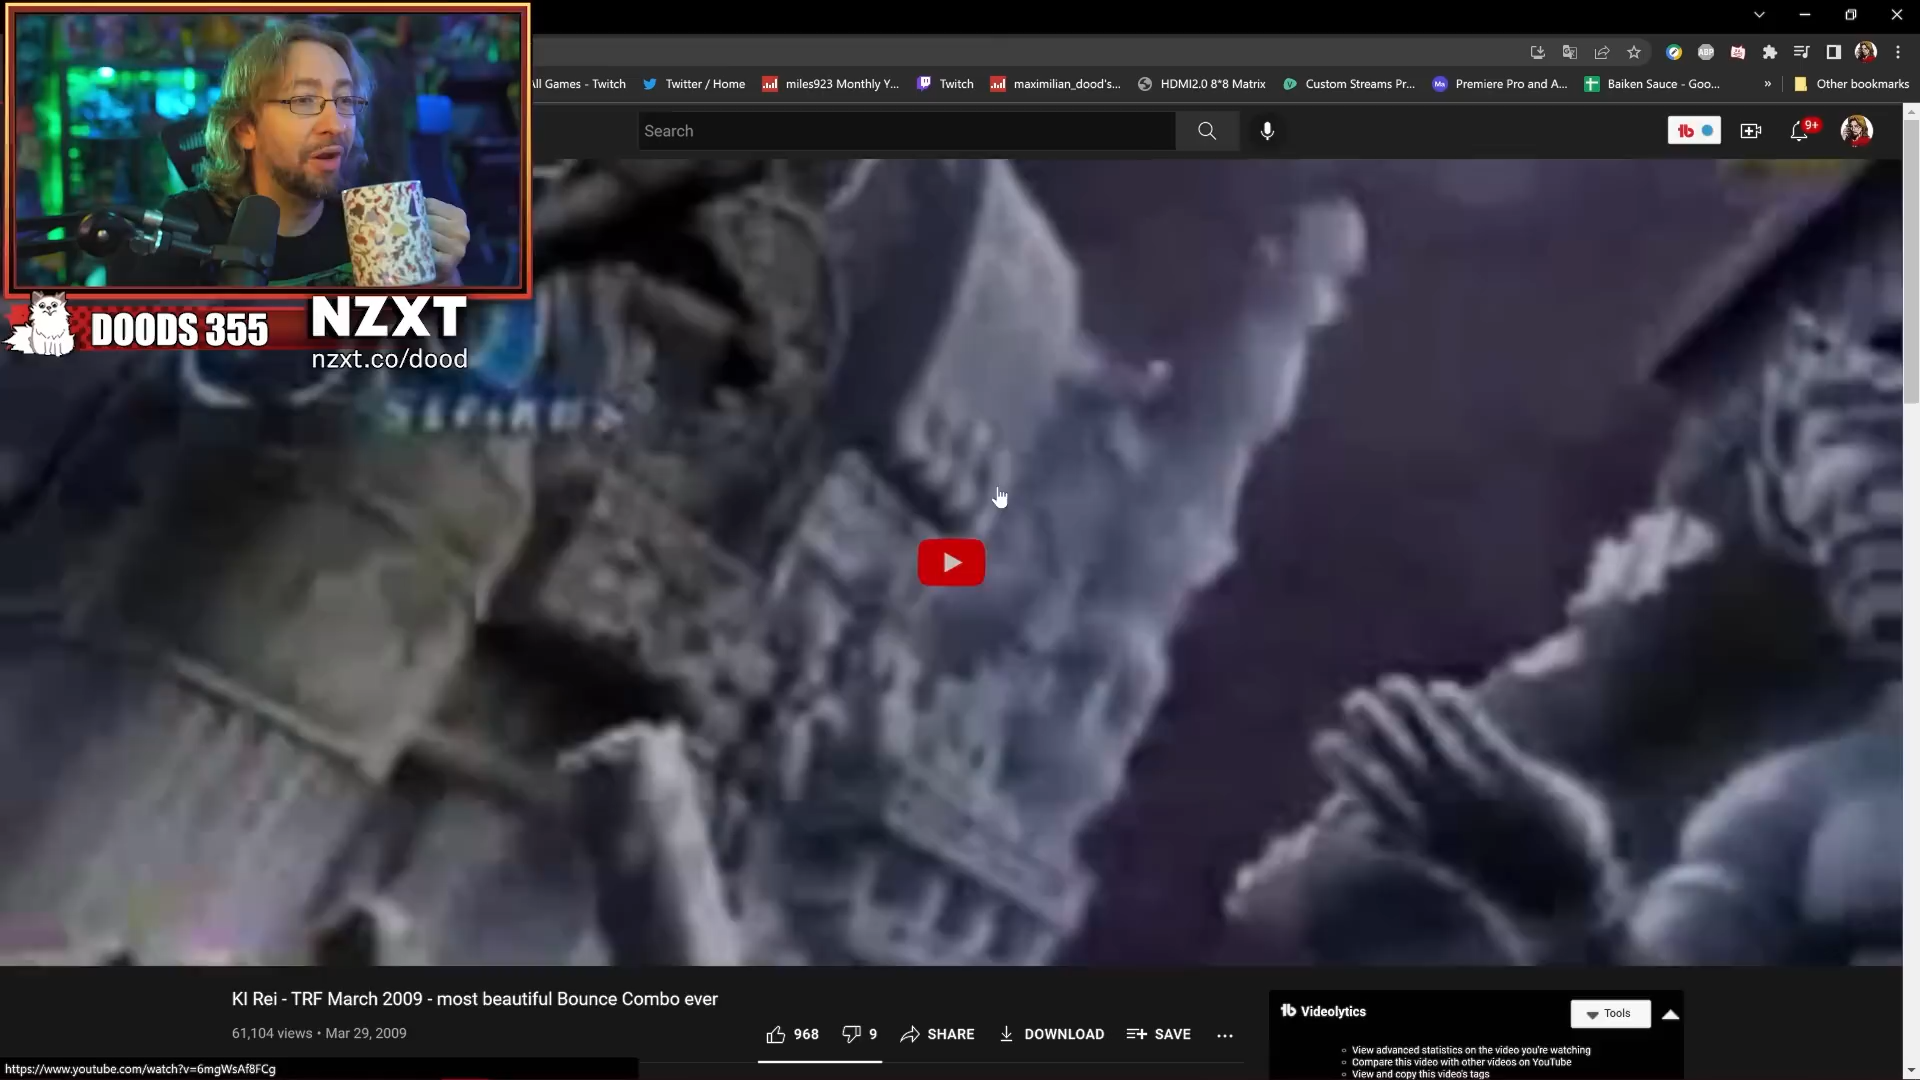 All Games - Twitch
Twitter / Home
miles923 Monthly Y...
Twitch
maximilian_dood's...
HDMI2.0 8*8 Matrix
Custom Streams Pr...
Premiere Pro and A...
Baiken Sauce - Goo...
»
Other bookmarks
ABP
Search
tb
9+
DOODS 355
NZXT
nzxt.co/dood
KI Rei - TRF March 2009 - most beautiful Bounce Combo ever
61,104 views • Mar 29, 2009
968
9
SHARE
DOWNLOAD
SAVE
...
tb Videolytics
Tools
View advanced statistics on the video you're watching
Compare this video with other videos on YouTube
View and copy this video's tags
https://www.youtube.com/watch?v=6mgWsAf8FCg